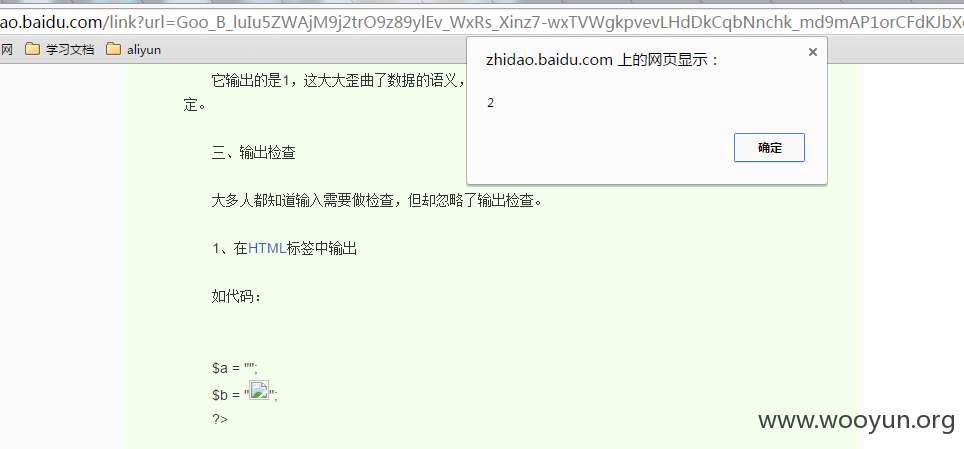 ao.baidu.com/link?url=Goo_B_luIu5ZWAjM9j2trO9z89ylEv_WxRs_Xinz7-wxTVWgkpvevLHdDkCqbNnchk_md9mAP1orCFdKJbX
网 学习文档 aliyun
zhidao.baidu.com 上的网页显示：
2
确定
它输出的是1，这大大歪曲了数据的语义，
定。
三、输出检查
大多人都知道输入需要做检查，但却忽略了输出检查。
1、在HTML标签中输出
如代码：
$a = "";
$b = "";
?>
www.wooyun.org